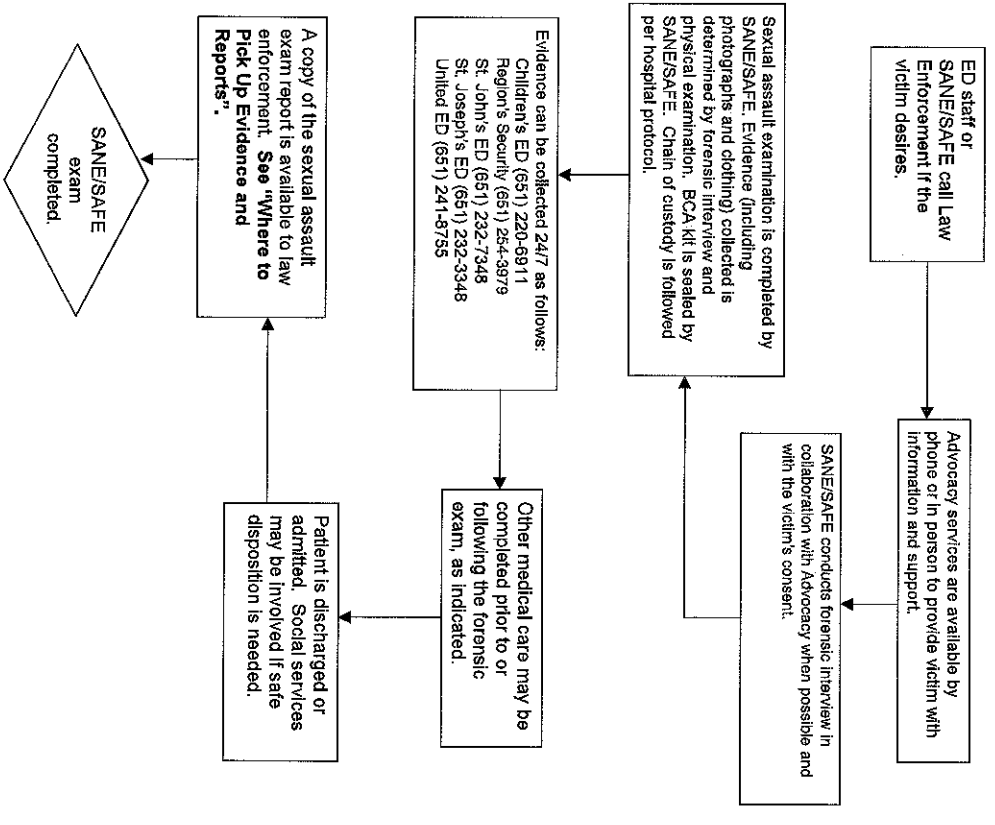 ED staff or
SANE/SAFE call Law
Enforcement if the
victim desires.
Advocacy services are available by
phone or in person to provide victim with
information and support.
SANE/SAFE conducts forensic interview in
collaboration with Advocacy when possible and
with the victim's consent.
Sexual assault examination is completed by
SANE/SAFE. Evidence (including
photographs and clothing) collected is
determined by forensic interview and
physical examination. BCA kit is sealed by
SANE/SAFE. Chain of custody is followed
per hospital protocol.
Evidence can be collected 24/7 as follows:
Children's ED (651) 220-6911
Region's Security (651) 254-3979
St. John's ED (651) 232-7348
St. Joseph's ED (651) 232-3348
United ED (651) 241-8755
Other medical care may be
completed prior to or
following the forensic
exam, as indicated.
Patient is discharged or
admitted. Social services
may be involved if safe
disposition is needed.
A copy of the sexual assault
exam report is available to law
enforcement. See "Where to
Pick Up Evidence and
Reports".
SANE/SAFE
exam
completed.